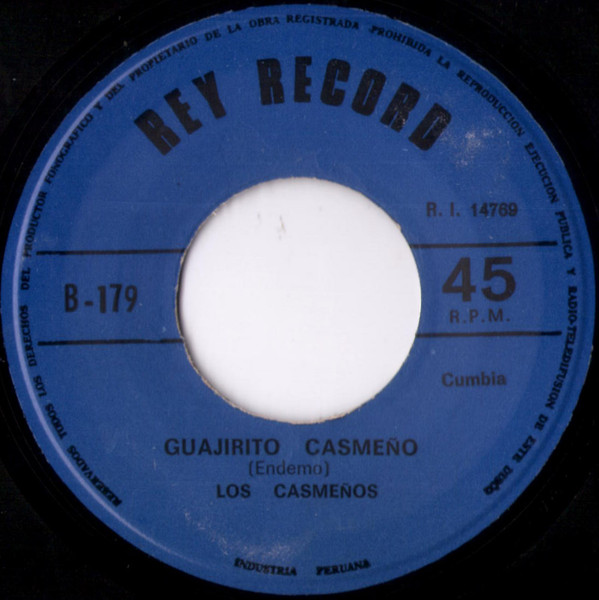 RESERVADOS TODOS LOS DERECHOS DEL PRODUCTOR FONOGRAFICO Y DEL PROPIETARIO DE LA OBRA REGISTRADA . PROHIBIDA LA REPRODUCCION EJECUCION PUBLICA Y RADIO-TELEDIFUSION DE ESTE DISCO
REY RECORD
R. I. 14769
B-179
45
R.P.M.
Cumbia
GUAJIRITO CASMEÑO
(Endemo)
LOS CASMEÑOS
INDUSTRIA PERUANA